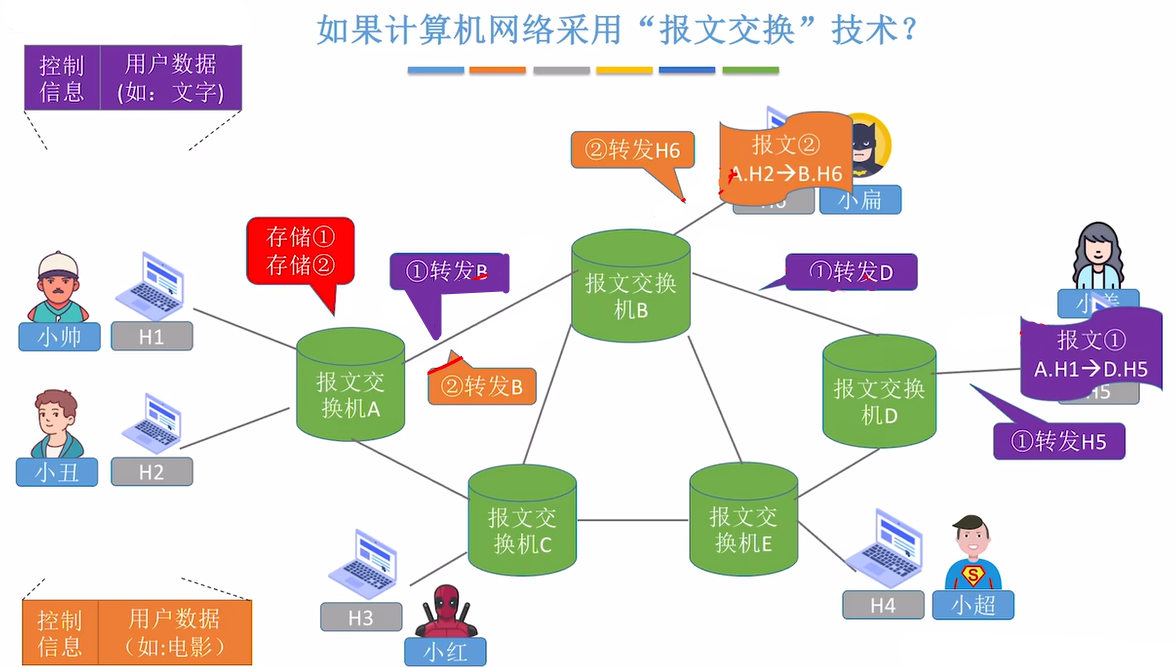 如果计算机网络采用“报文交换”技术？
控制
信息
用户数据
(如：文字)
②转发H6
报文②
A.H2→B.H6
小扁
存储①
存储②
①转发B
报文交换
机B
①转发D
小帅
H1
报文交
换机A
②转发B
报文交换
机D
报文①
A.H1→D.H5
H5
①转发H5
小丑
H2
报文交
换机C
报文交
换机E
H3
小红
H4
小超
控制
信息
用户数据
（如:电影）